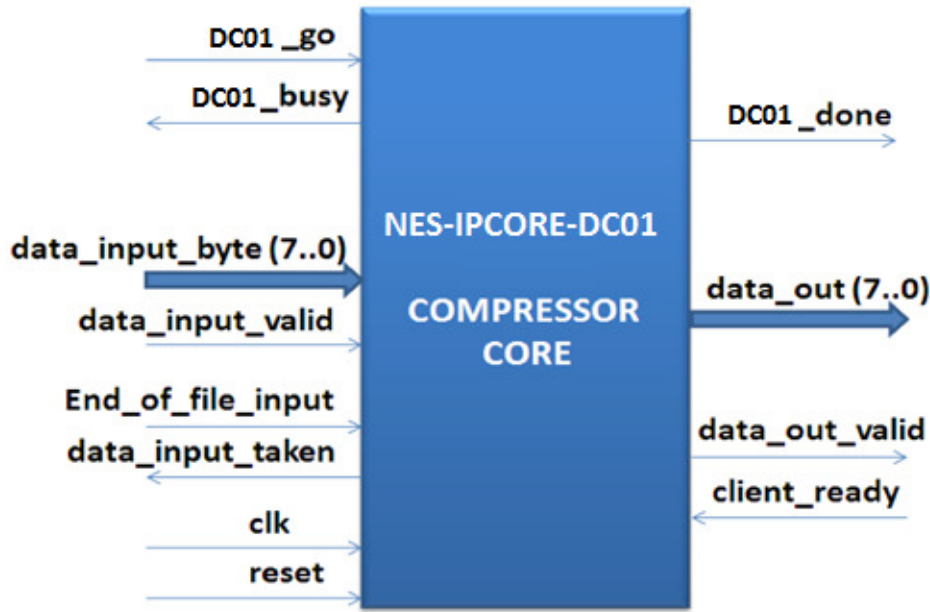 DC01 _go
DC01 _busy
data_input_byte (7..0)
data_input_valid
End_of_file_input
data_input_taken
clk
reset
NES-IPCORE-DC01
COMPRESSOR
CORE
DC01 _done
data_out (7..0)
data_out_valid
client_ready